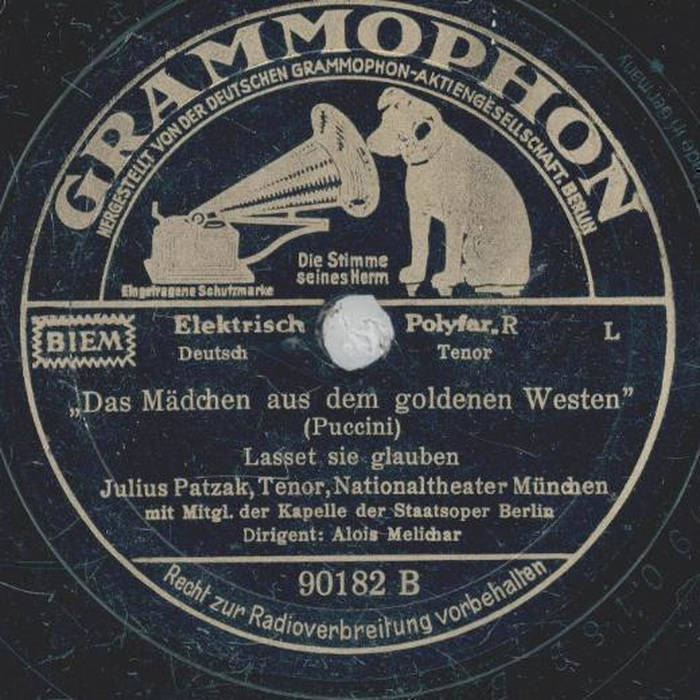 GRAMMOPHON
HERGESTELLT VON DER DEUTSCHEN GRAMMOPHON-AKTIENGESELLSCHAFT, BERLIN
Die Stimme
seines Herrn
Eingetragene Schutzmarke
BIEM
Elektrisch Polyfar. R L
Deutsch Tenor
„Das Mädchen aus dem goldenen Westen”
(Puccini)
Lasset sie glauben
Julius Patzak, Tenor, Nationaltheater München
mit Mitgl. der Kapelle der Staatsoper Berlin
Dirigent: Alois Melichar
90182 B
Recht zur Radioverbreitung vorbehalten